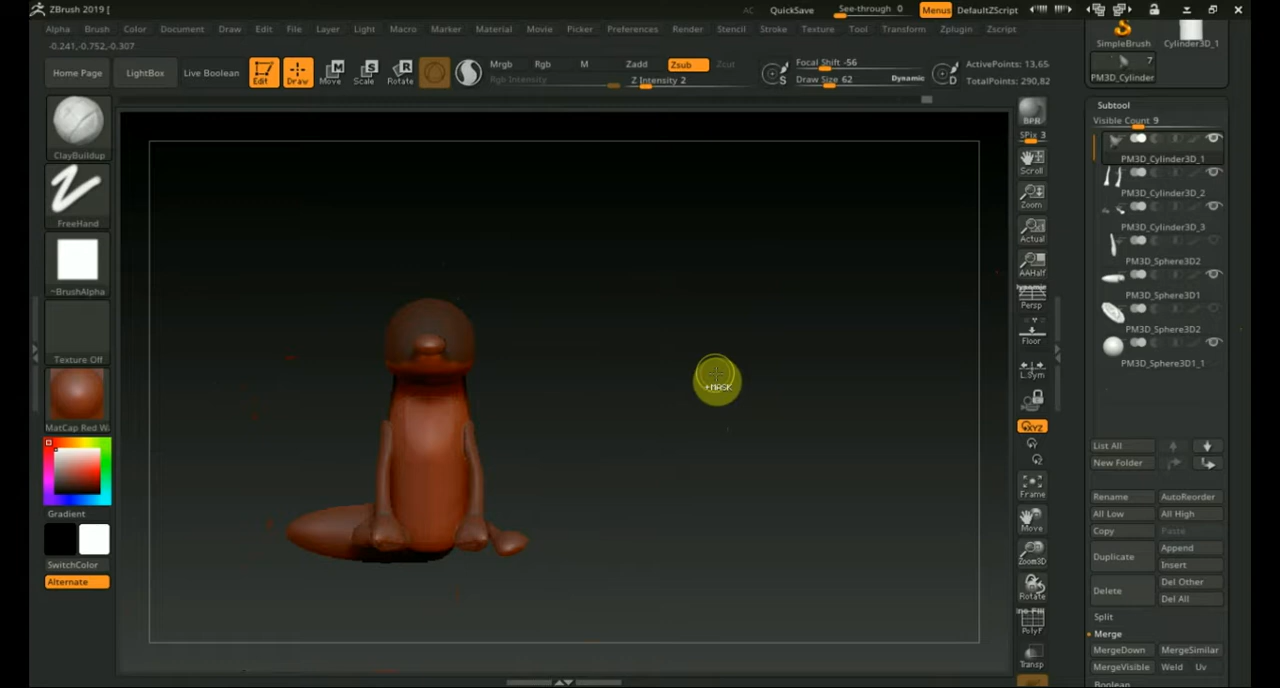 ZBrush 2019 [
AC QuickSave See-through 0 Menus DefaultZScript
Alpha Brush Color Document Draw Edit File Layer Light Macro Marker Material Movie Picker Preferences Render Stencil Stroke Texture Tool Transform Zplugin Zscript
-0.241,-0.752,-0.307
SimpleBrush Cylinder3D_1
Home Page LightBox Live Boolean Edit Draw Move Scale Rotate
Mrgb Rgb M Zadd Zsub Zcut
Rgb Intensity Z Intensity 2
Focal Shift -56
Draw Size 62 Dynamic
ActivePoints: 13,65
TotalPoints: 290,82
7
PM3D_Cylinder
Subtool
Visible Count 9
PM3D_Cylinder3D_1
PM3D_Cylinder3D_2
PM3D_Cylinder3D_3
PM3D_Sphere3D2
PM3D_Sphere3D1
PM3D_Sphere3D2
PM3D_Sphere3D1_1
List All
New Folder
Rename AutoReorder
All Low All High
Copy Paste
Duplicate Append
Insert
Delete Del Other
Del All
Split
Merge
MergeDown MergeSimilar
MergeVisible Weld Uv
Boolean
ClayBuildup
FreeHand
~BrushAlpha
Texture Off
MatCap Red W
Gradient
SwitchColor
Alternate
+MASK
BPR
SPix 3
Scroll
Zoom
Actual
AAHalf
Dynamic
Persp
Floor
L.Sym
XYZ
Frame
Move
Zoom3D
Rotate
PolyF
Transp